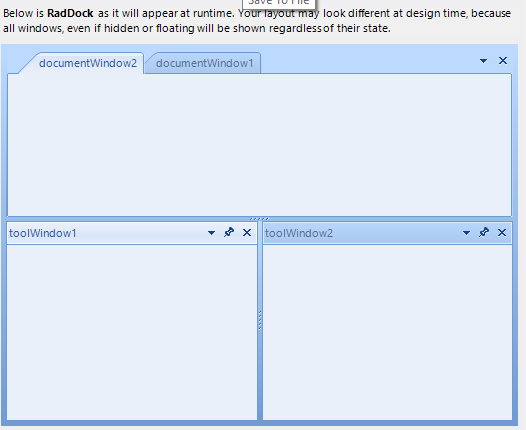 Save To File
Below is RadDock as it will appear at runtime. Your layout may look different at design time, because
all windows, even if hidden or floating will be shown regardless of their state.
documentWindow2 documentWindow1
toolWindow1 toolWindow2